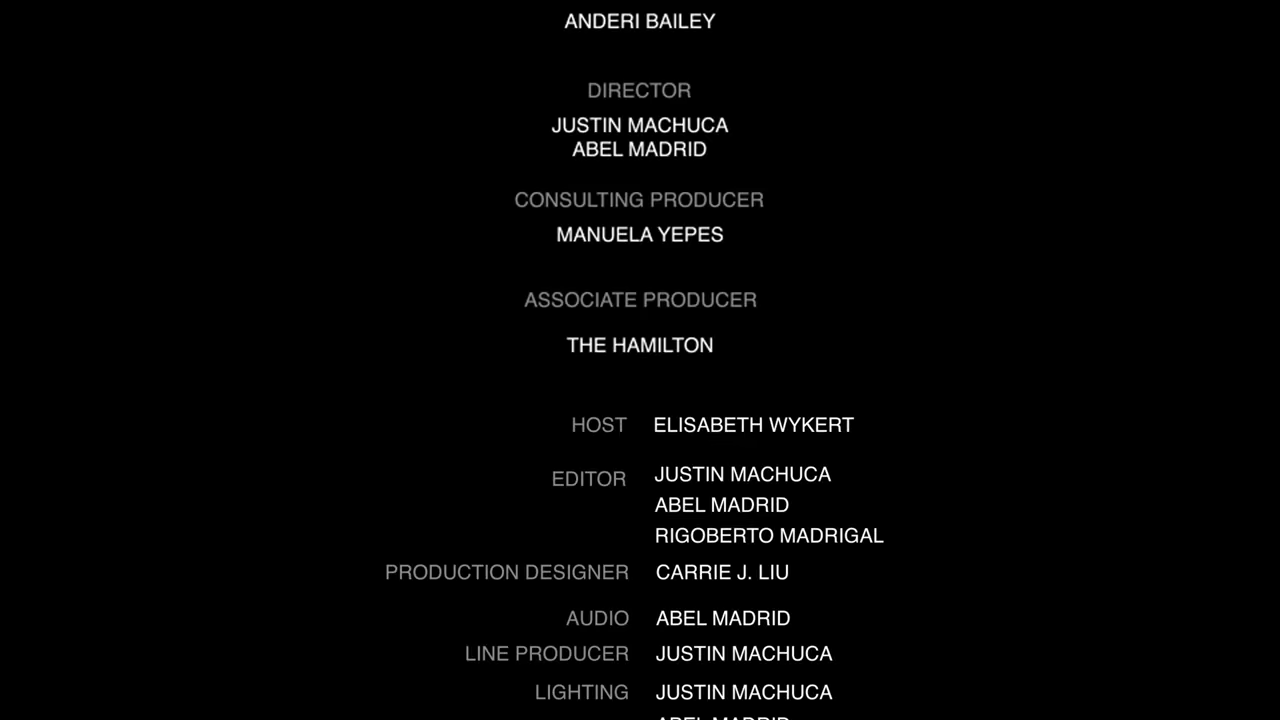 ANDERI BAILEY
DIRECTOR
JUSTIN MACHUCA
ABEL MADRID
CONSULTING PRODUCER
MANUELA YEPES
ASSOCIATE PRODUCER
THE HAMILTON
HOST ELISABETH WYKERT
EDITOR JUSTIN MACHUCA
ABEL MADRID
RIGOBERTO MADRIGAL
PRODUCTION DESIGNER CARRIE J. LIU
AUDIO ABEL MADRID
LINE PRODUCER JUSTIN MACHUCA
LIGHTING JUSTIN MACHUCA
ABEL MADRID